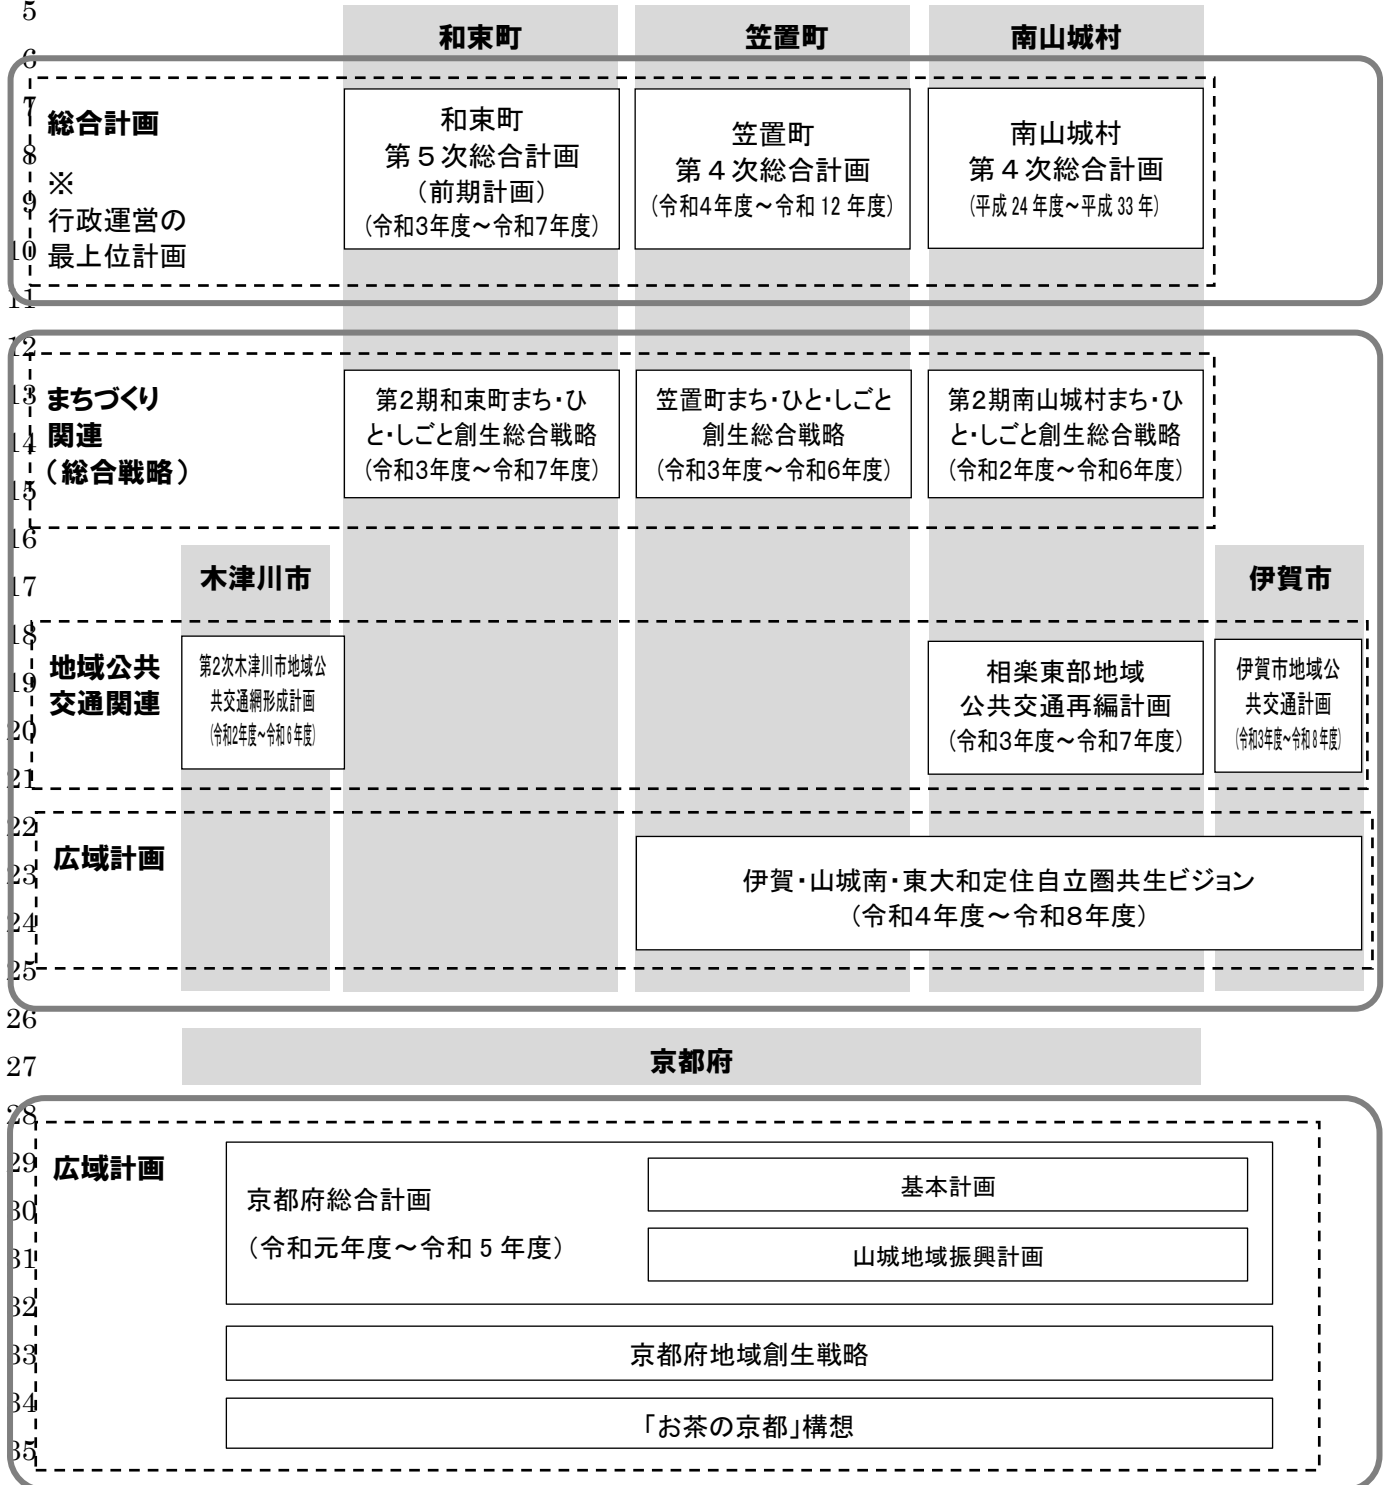 5
和束町 笠置町 南山城村
6
7
総合計画
8
※
9
行政運営の
10
最上位計画
和束町
第５次総合計画
（前期計画）
（令和3年度～令和7年度）
笠置町
第４次総合計画
（令和4年度～令和 12 年度）
南山城村
第４次総合計画
（平成 24 年度～平成 33 年）
11
12
13
まちづくり
関連
14
（総合戦略）
15
第2期和束町まち・ひ
と・しごと創生総合戦略
（令和3年度～令和7年度）
笠置町まち・ひと・しごと
創生総合戦略
（令和3年度～令和6年度）
第2期南山城村まち・ひ
と・しごと創生総合戦略
（令和2年度～令和6年度）
16
木津川市 伊賀市
17
18
地域公共
19
交通関連
20
21
第2次木津川市地域公
共交通網形成計画
（令和2年度～令和6年度）
相楽東部地域
公共交通再編計画
（令和3年度～令和7年度）
伊賀市地域公
共交通計画
（令和3年度～令和8年度）
22
広域計画
23
伊賀・山城南・東大和定住自立圏共生ビジョン
24
（令和4年度～令和8年度）
25
26
27
京都府
28
29
広域計画
30
京都府総合計画
31
（令和元年度～令和 5 年度）
基本計画
山城地域振興計画
32
33
京都府地域創生戦略
34
「お茶の京都」構想
35